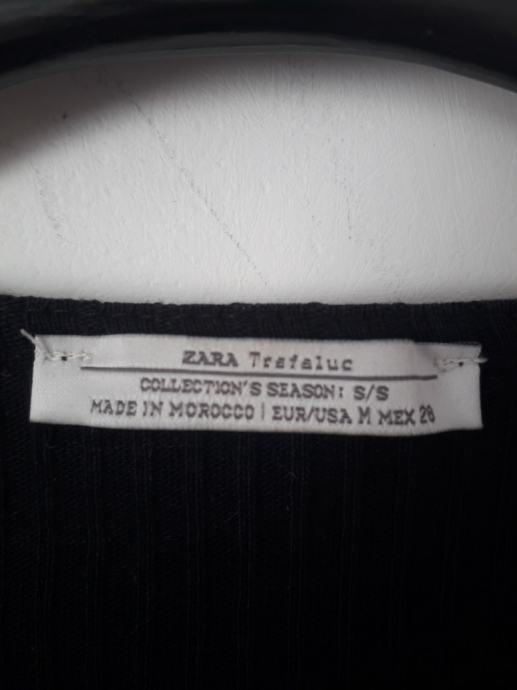 ZARA Trafaluc
COLLECTION'S SEASON: S/S
MADE IN MOROCCO | EUR/USA M MEX 28